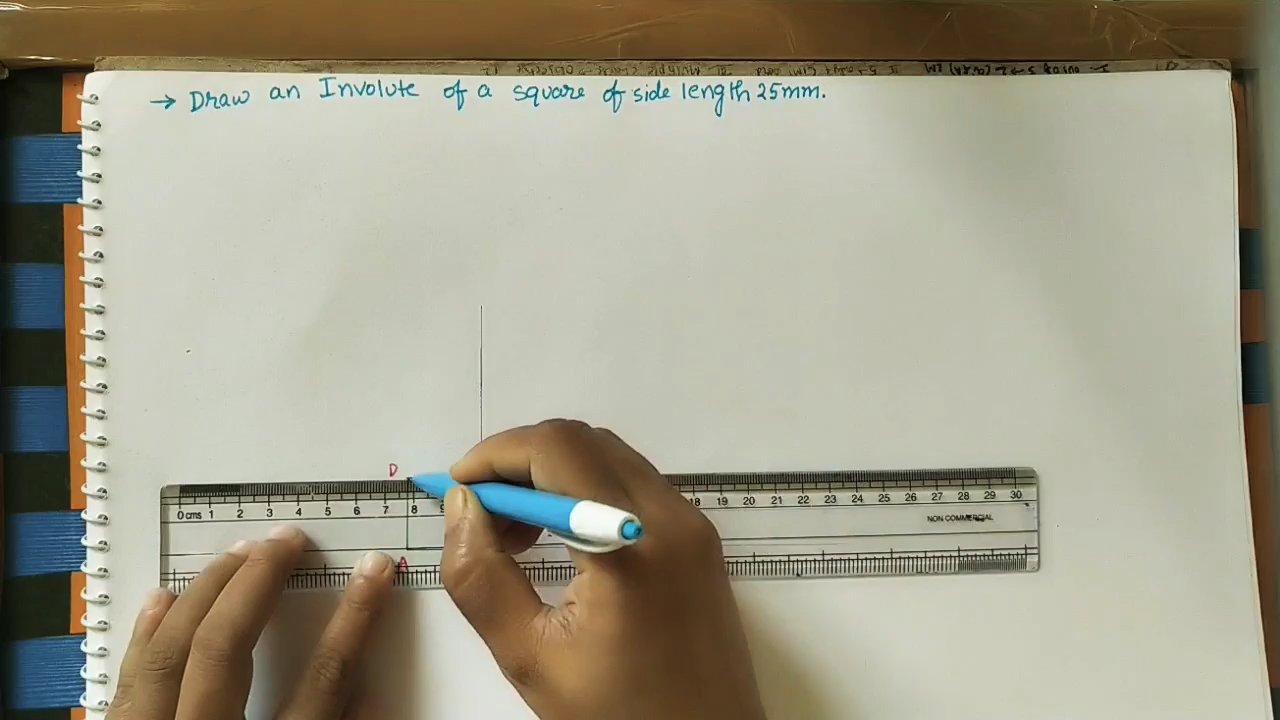 → Draw an Involute of a square of side length 25mm.
D
0 cms 1 2 3 4 5 6 7 8 18 19 20 21 22 23 24 25 26 27 28 29 30
NON COMMERCIAL
A